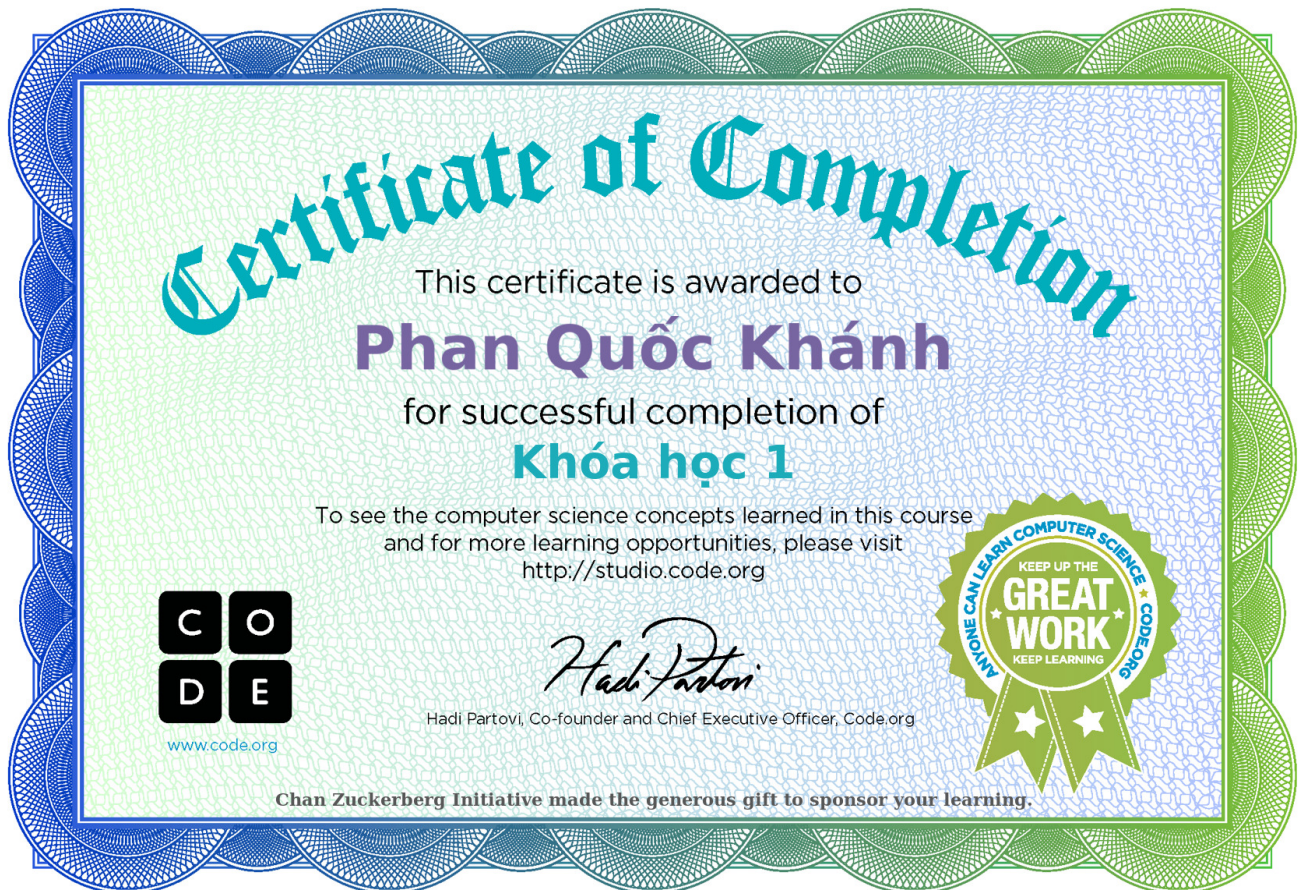 Certificate of Completion
This certificate is awarded to
Phan Quốc Khánh
for successful completion of
Khóa học 1
To see the computer science concepts learned in this course
and for more learning opportunities, please visit
http://studio.code.org
C O
D E
www.code.org
Hadi Partovi
Hadi Partovi, Co-founder and Chief Executive Officer, Code.org
ANYONE CAN LEARN COMPUTER SCIENCE ★ CODE.ORG
KEEP UP THE
GREAT
WORK
KEEP LEARNING
Chan Zuckerberg Initiative made the generous gift to sponsor your learning.